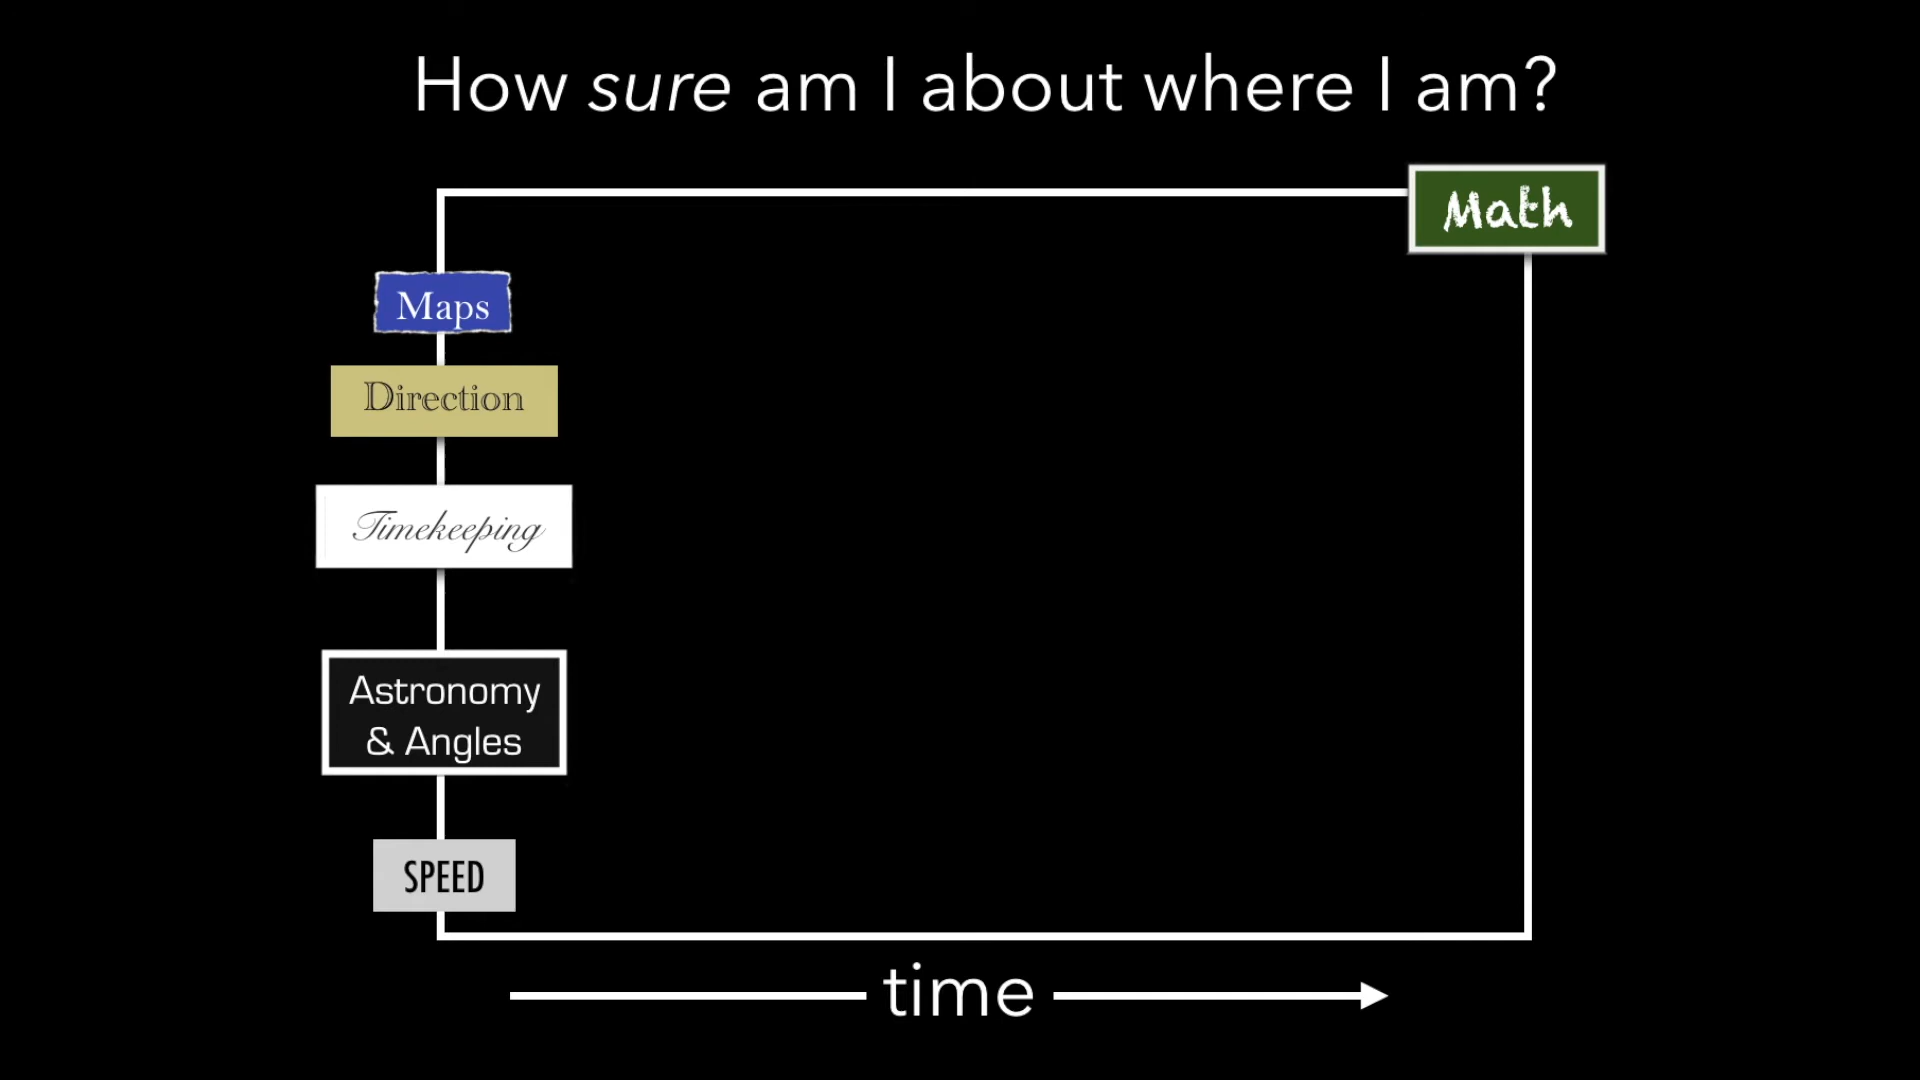 How sure am I about where I am?
Math
Maps
Direction
Timekeeping
Astronomy
& Angles
SPEED
time